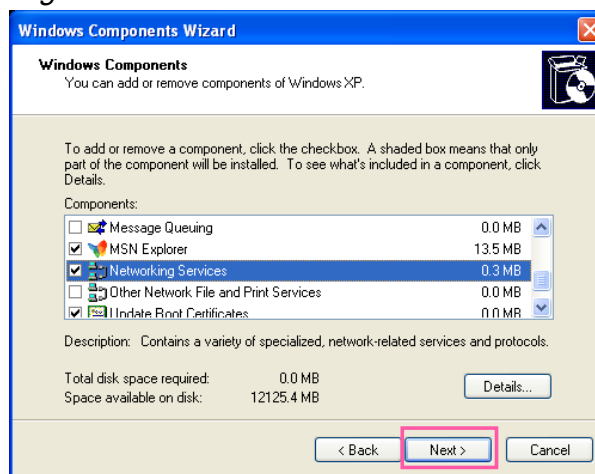 Windows Components Wizard
Windows Components
You can add or remove components of Windows XP.
To add or remove a component, click the checkbox. A shaded box means that only
part of the component will be installed. To see what's included in a component, click
Details.
Components:
Message Queuing 0.0 MB
MSN Explorer 13.5 MB
Networking Services 0.3 MB
Other Network File and Print Services 0.0 MB
Update Root Certificates 0.0 MB
Description: Contains a variety of specialized, network-related services and protocols.
Total disk space required: 0.0 MB
Space available on disk: 12125.4 MB
Details...
< Back Next > Cancel